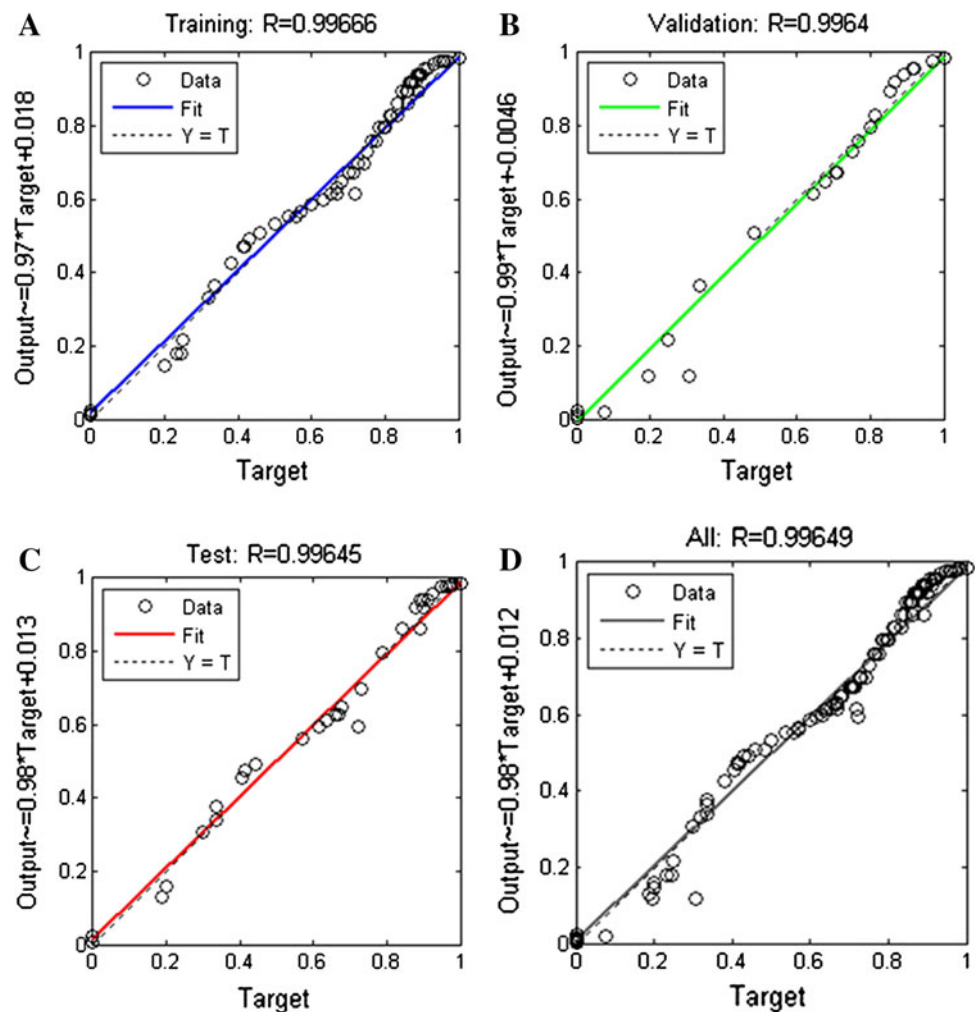 A
Training: R=0.99666
Output~=0.97*Target+0.018
1
0.8
0.6
0.4
0.2
0
Data
Fit
Y = T
0 0.2 0.4 0.6 0.8 1
Target
B
Validation: R=0.9964
Output~=0.99*Target+-0.0046
1
0.8
0.6
0.4
0.2
0
Data
Fit
Y = T
0 0.2 0.4 0.6 0.8 1
Target
C
Test: R=0.99645
Output~=0.98*Target+0.013
1
0.8
0.6
0.4
0.2
0
Data
Fit
Y = T
0 0.2 0.4 0.6 0.8 1
Target
D
All: R=0.99649
Output~=0.98*Target+0.012
1
0.8
0.6
0.4
0.2
0
Data
Fit
Y = T
0 0.2 0.4 0.6 0.8 1
Target